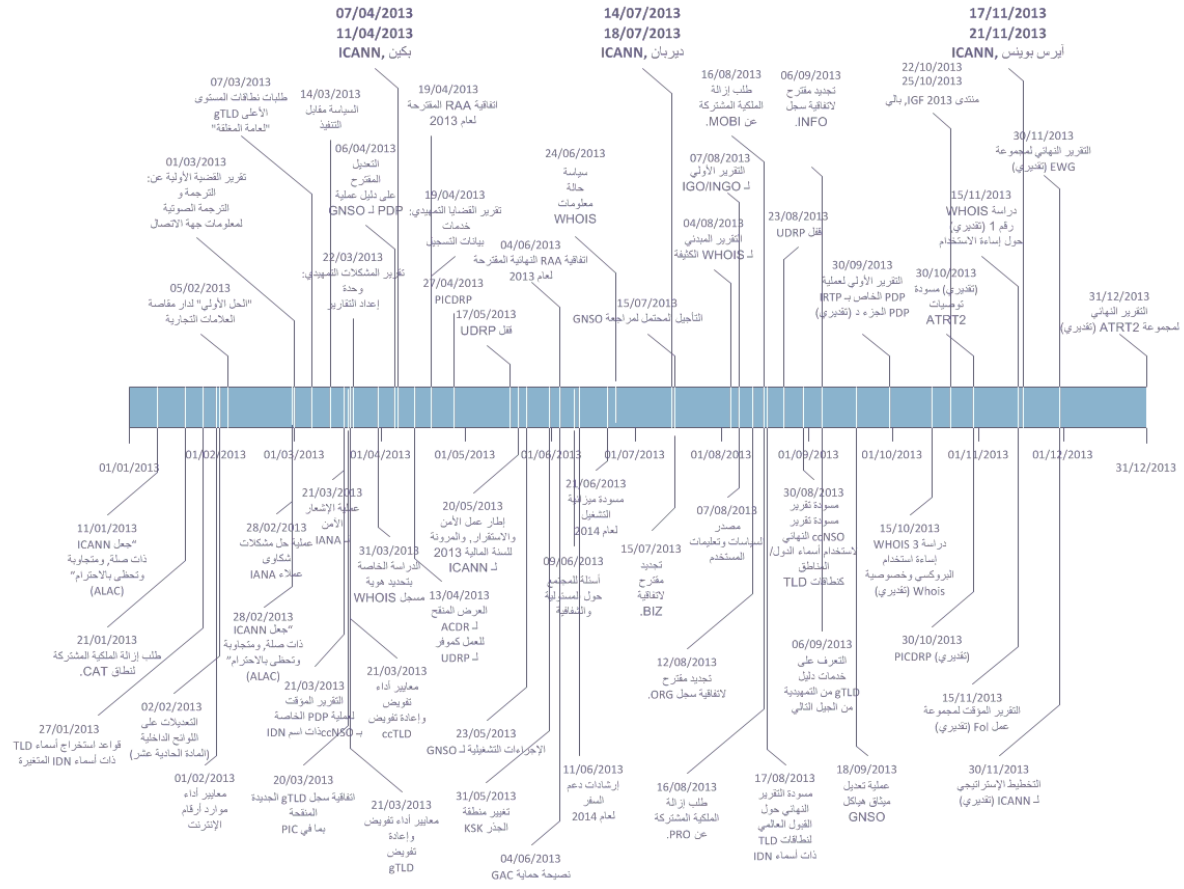 07/04/2013
11/04/2013
ICANN, بكين
14/07/2013
18/07/2013
ICANN, ديربان
17/11/2013
21/11/2013
ICANN, آيرس بوينس
07/03/2013
طلبات نطاقات المستوى
الأعلى gTLD
"لعامة المغلقة"
14/03/2013
السياسة مقابل
التنفيذ
19/04/2013
اتفاقية RAA المقترحة
لعام 2013
16/08/2013
طلب إزالة
الملكية المشتركة
عن MOBI.
06/09/2013
تجديد مقترح
لاتفاقية سجل
INFO.
22/10/2013
25/10/2013
منتدى IGF 2013, بالي
30/11/2013
التقرير النهائي لمجموعة
EWG (تقديري)
01/03/2013
تقرير القضية الأولية عن:
الترجمة و
الترجمة الصوتية
لمعلومات جهة الاتصال
06/04/2013
التعديل
المقترح
على دليل عملية
PDP لـ GNSO
24/06/2013
سياسة
حالة
معلومات
WHOIS
07/08/2013
التقرير الأولي
لـ IGO/INGO
19/04/2013
تقرير القضايا التمهيدي:
خدمات
بيانات التسجيل
15/11/2013
دراسة WHOIS
رقم 1 (تقديري)
حول إساءة الاستخدام
23/08/2013
قفل UDRP
04/08/2013
التقرير المبدئي
لـ WHOIS الكثيفة
04/06/2013
اتفاقية RAA النهائية المقترحة
لعام 2013
22/03/2013
تقرير المشكلات التمهيدي:
وحدة
إعداد التقارير
30/09/2013
التقرير الأولي لعملية
PDP الخاص بـ IRTP
PDP الجزء د (تقديري)
30/10/2013
(تقديري) مسودة
توصيات
ATRT2
05/02/2013
"الحل الأولي" لدار مقاصة
العلامات التجارية
27/04/2013
PICDRP
31/12/2013
التقرير النهائي
لمجموعة ATRT2 (تقديري)
15/07/2013
التأجيل المحتمل لمراجعة GNSO
17/05/2013
قفل UDRP
01/01/2013
01/02/2013
01/03/2013
01/04/2013
01/05/2013
01/06/2013
01/07/2013
01/08/2013
01/09/2013
01/10/2013
01/11/2013
01/12/2013
31/12/2013
11/01/2013
"جعل ICANN
ذات صلة, ومتجاوبة
وتحظى بالاحترام"
(ALAC)
28/02/2013
عملية حل مشكلات
شكاوى
عملاء IANA
21/03/2013
عملية الإشعار
الأمن
لـ IANA
31/03/2013
الدراسة الخاصة
بتحديد هوية
مسجل WHOIS
20/05/2013
إطار عمل الأمن
والاستقرار, والمرونة
للسنة المالية 2013
لـ ICANN
21/06/2013
مسودة ميزانية
التشغيل
لعام 2014
09/06/2013
أسئلة للمجتمع
حول المسئولية
والشفافية
15/07/2013
تجديد
مقترح
لاتفاقية
BIZ.
07/08/2013
مصدر
لسياسات وتعليمات
المستخدم
30/08/2013
مسودة تقرير
مسودة تقرير
ccNSO النهائي
لاستخدام أسماء الدول/
المناطق
كنطاقات TLD
15/10/2013
دراسة WHOIS 3
إساءة استخدام
البروكسي وخصوصية
Whois (تقديري)
21/01/2013
طلب إزالة الملكية المشتركة
لنطاق CAT.
28/02/2013
"جعل ICANN
ذات صلة, ومتجاوبة
وتحظى بالاحترام"
(ALAC)
13/04/2013
العرض المنقح
لـ ACDR
للعمل كموفر
لـ UDRP
27/01/2013
قواعد استخراج أسماء TLD
ذات أسماء IDN المتغيرة
02/02/2013
التعديلات على
اللوائح الداخلية
(المادة الحادية عشر)
21/03/2013
التقرير المؤقت
لعملية PDP الخاصة
بـ ccNSO ذات اسم IDN
21/03/2013
معايير أداء
تفويض
وإعادة تفويض
ccTLD
12/08/2013
تجديد مقترح
لاتفاقية سجل ORG.
06/09/2013
التعرف على
خدمات دليل
gTLD من التمهيدية
من الجيل التالي
30/10/2013
PICDRP (تقديري)
15/11/2013
التقرير المؤقت لمجموعة
عمل FoI (تقديري)
01/02/2013
معايير أداء
موارد أرقام
الإنترنت
20/03/2013
اتفاقية سجل gTLD الجديدة
المنقحة
بما في PIC
21/03/2013
معايير أداء تفويض
وإعادة
تفويض
gTLD
23/05/2013
الإجراءات التشغيلية لـ GNSO
31/05/2013
تغيير منطقة
الجذر KSK
04/06/2013
نصيحة حماية GAC
11/06/2013
إرشادات دعم
السفر
لعام 2014
16/08/2013
طلب إزالة
الملكية المشتركة
عن PRO.
17/08/2013
مسودة التقرير
النهائي حول
القبول العالمي
لنطاقات TLD
ذات أسماء IDN
18/09/2013
عملية تعديل
ميثاق هياكل
GNSO
30/11/2013
التخطيط الإستراتيجي
لـ ICANN (تقديري)